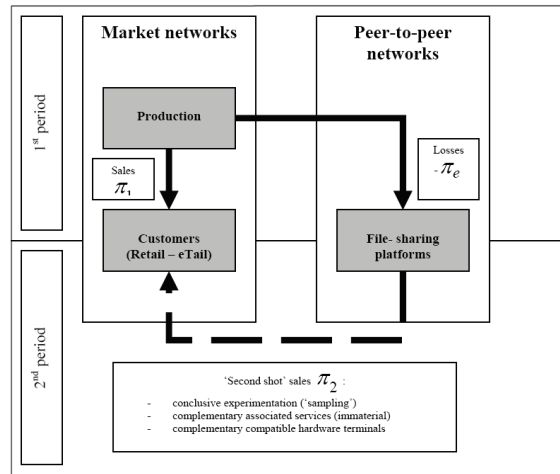 Market networks
Peer-to-peer
networks
1st period
Production
Sales
π1
Losses
- πe
Customers
(Retail – eTail)
File- sharing
platforms
2nd period
‘Second shot’ sales π2 :
- conclusive experimentation (‘sampling’)
- complementary associated services (immaterial)
- complementary compatible hardware terminals